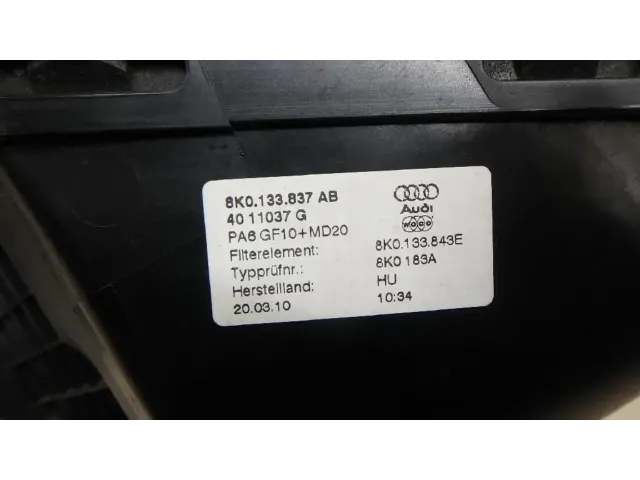 8K0.133.837 AB
40 11037 G
Audi
PA6 GF10+MD20
WOCO
Filterelement: 8K0.133.843E
Typprüfnr.: 8K0 183A
Herstellland: HU
20.03.10 10:34